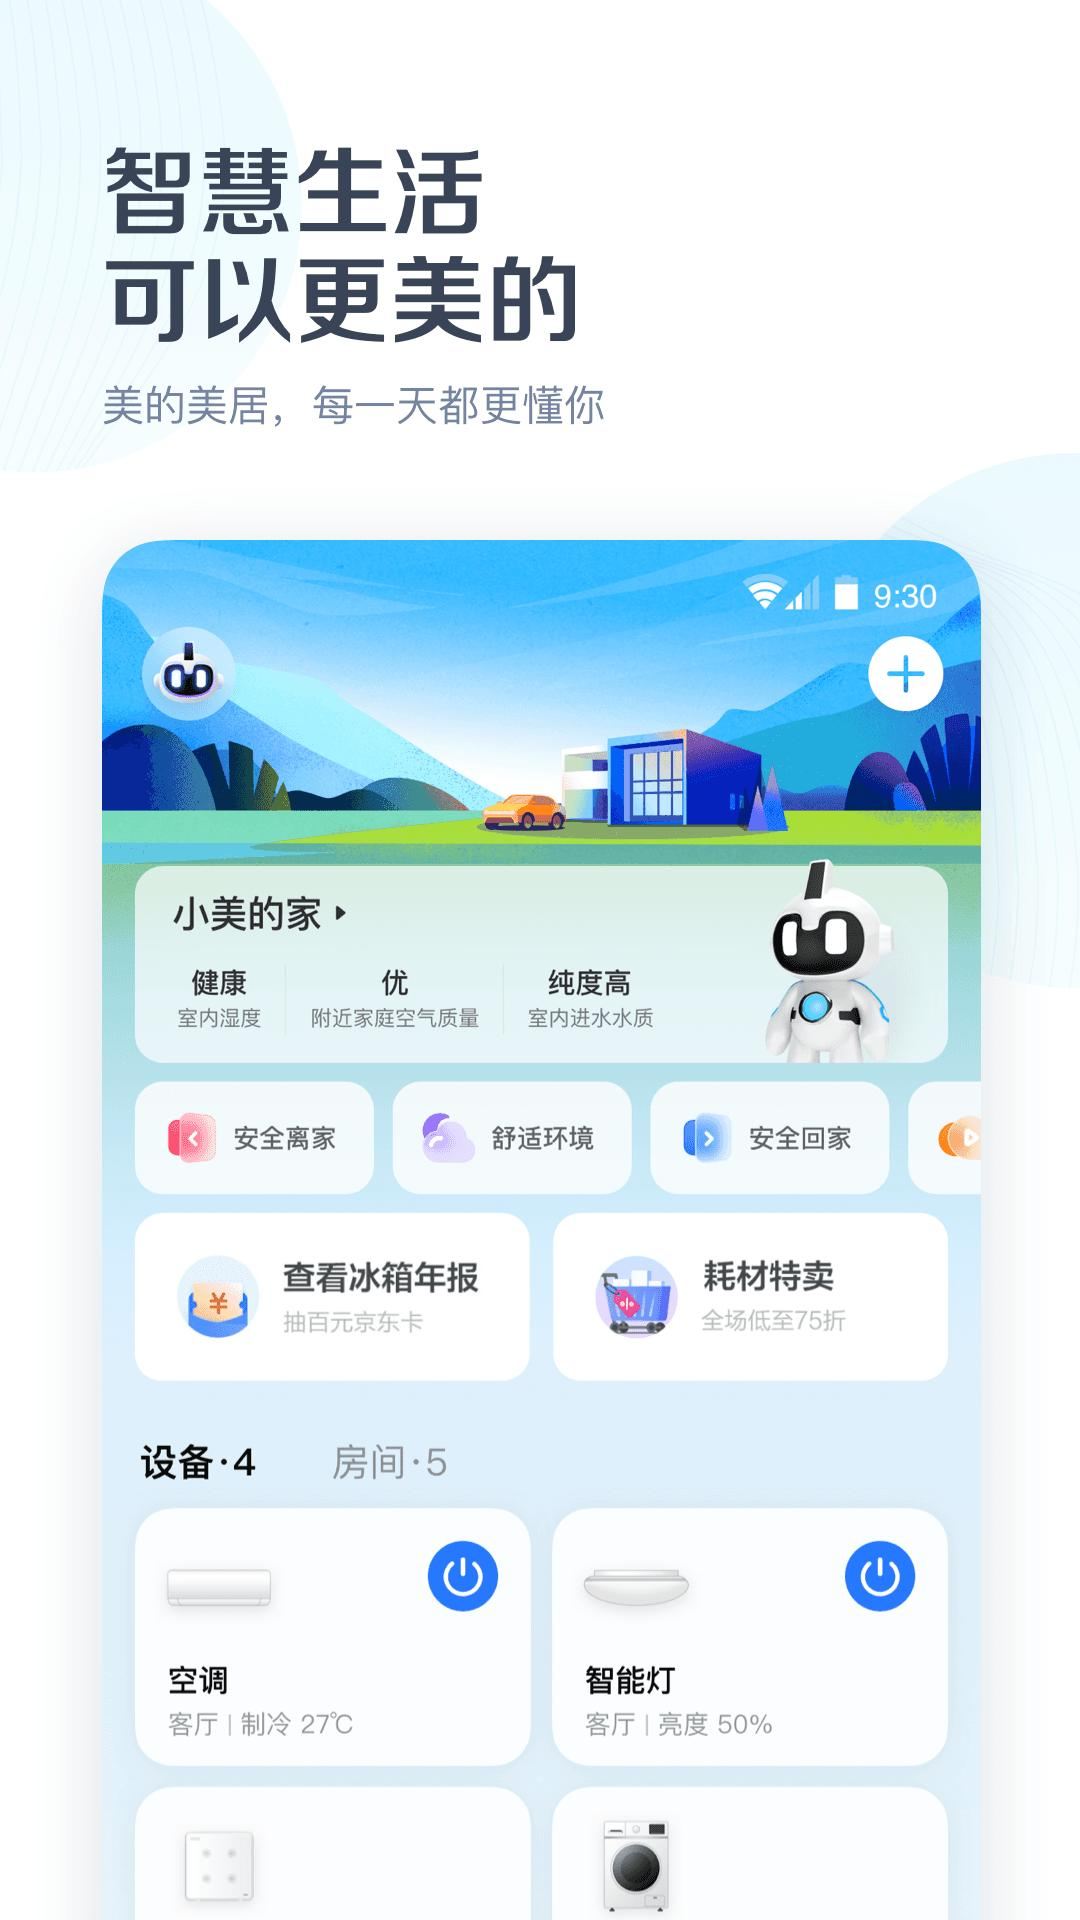 智慧生活
可以更美的
美的美居，每一天都更懂你
9:30
小美的家
健康 优 纯度高
室内湿度 附近家庭空气质量 室内进水水质
安全离家 舒适环境 安全回家
查看冰箱年报 耗材特卖
抽百元京东卡 全场低至75折
设备·4 房间·5
空调 智能灯
客厅 | 制冷 27℃ 客厅 | 亮度 50%